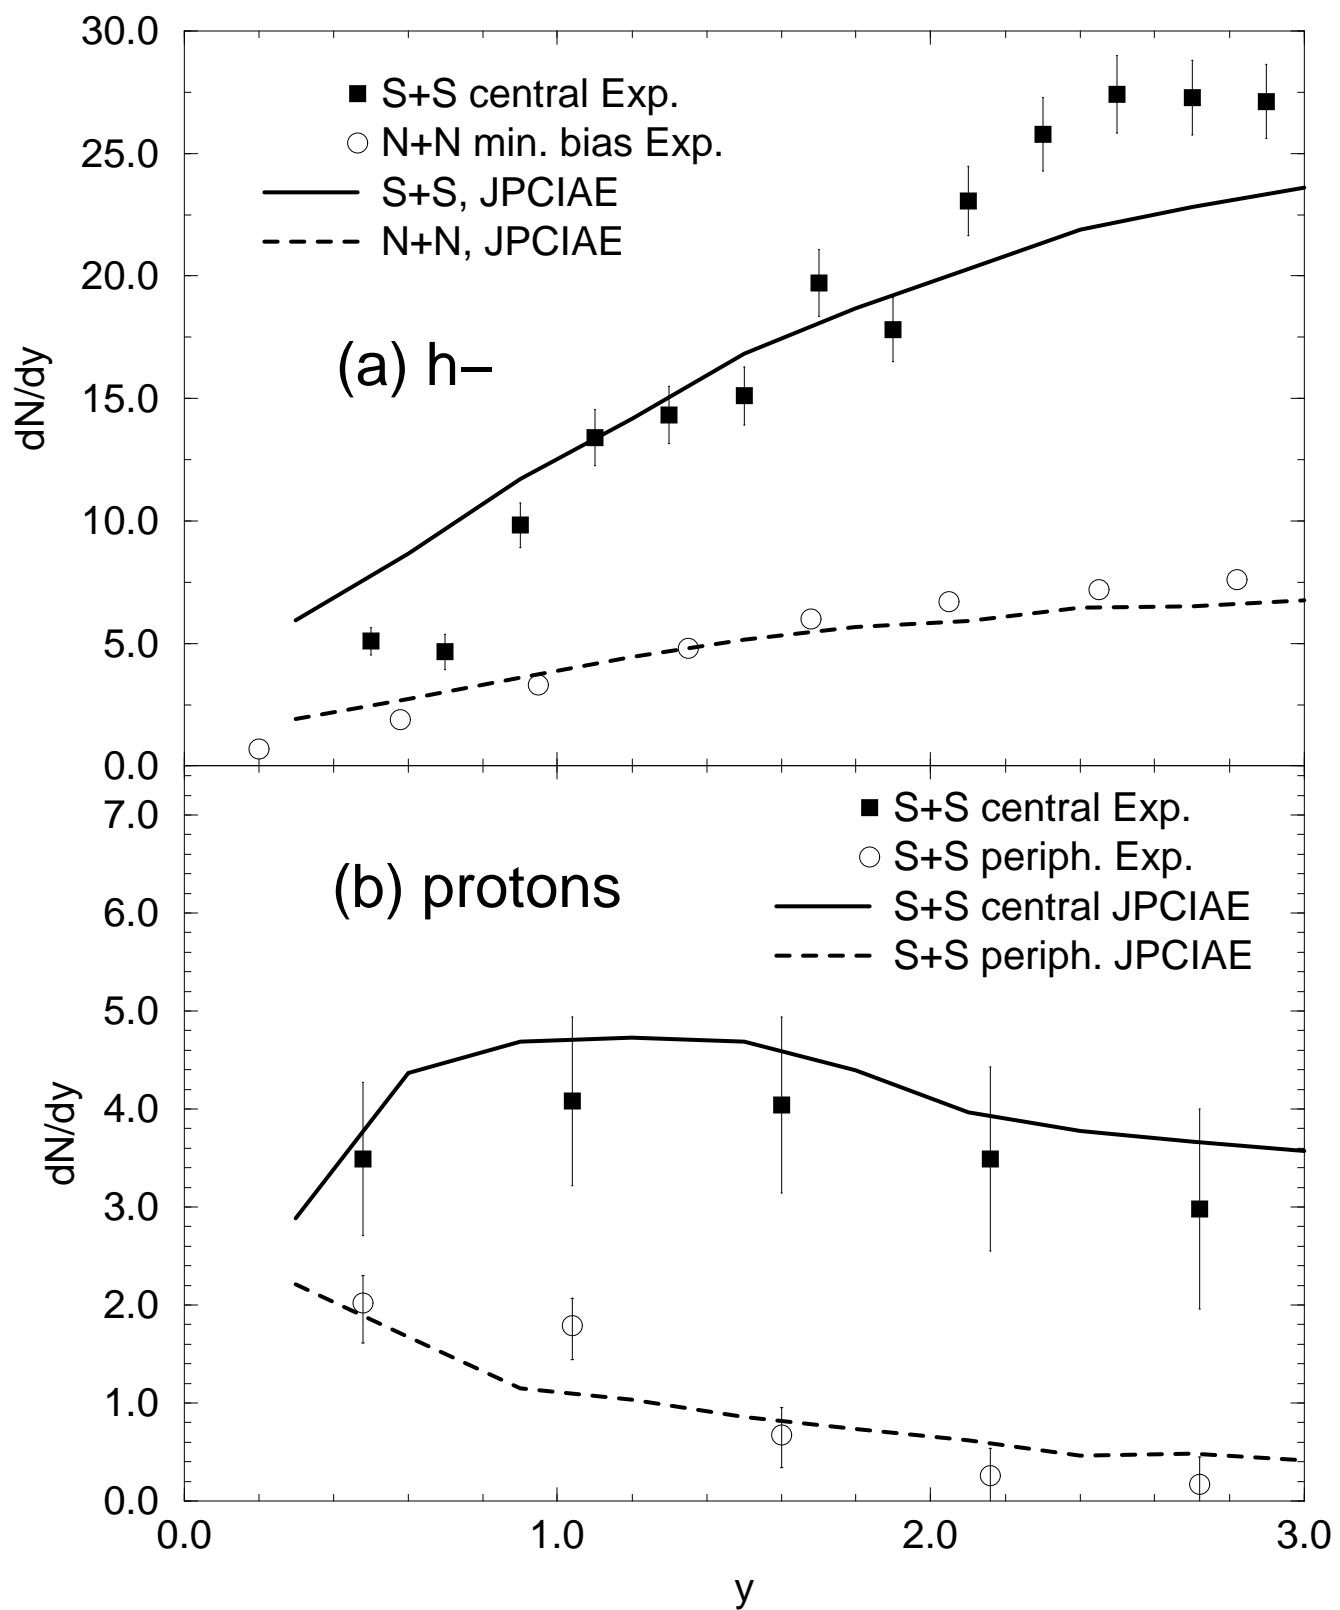 30.0
S+S central Exp.
N+N min. bias Exp.
25.0
S+S, JPCIAE
N+N, JPCIAE
20.0
(a) h–
dN/dy
15.0
10.0
5.0
0.0
S+S central Exp.
7.0
S+S periph. Exp.
(b) protons
6.0
S+S central JPCIAE
S+S periph. JPCIAE
5.0
dN/dy
4.0
3.0
2.0
1.0
0.0
0.0 1.0 2.0 3.0
y